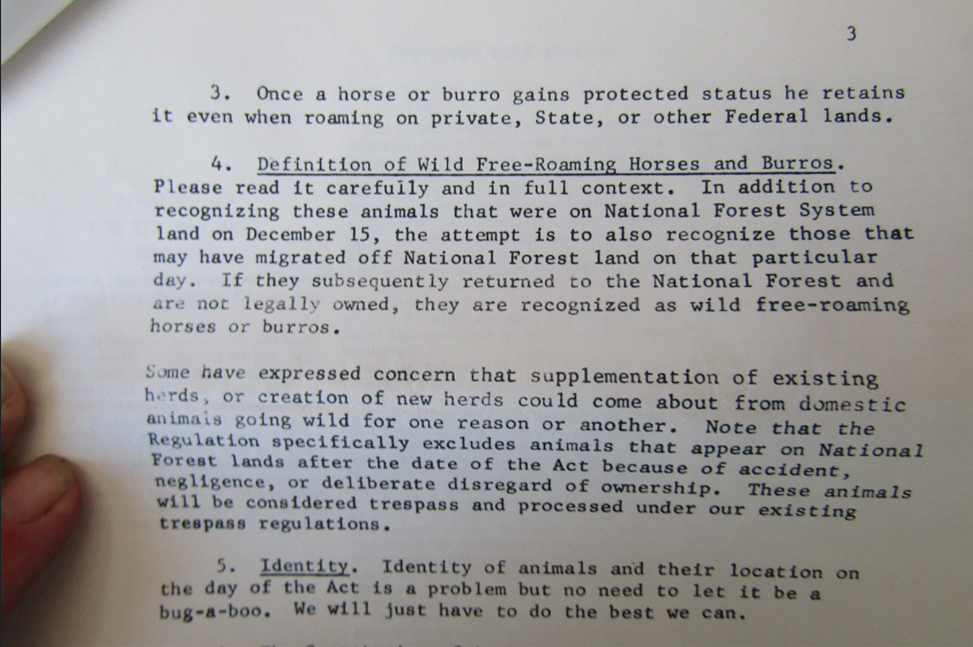 3
3. Once a horse or burro gains protected status he retains
it even when roaming on private, State, or other Federal lands.
4. Definition of Wild Free-Roaming Horses and Burros.
Please read it carefully and in full context. In addition to
recognizing these animals that were on National Forest System
land on December 15, the attempt is to also recognize those that
may have migrated off National Forest land on that particular
day. If they subsequently returned to the National Forest and
are not legally owned, they are recognized as wild free-roaming
horses or burros.
Some have expressed concern that supplementation of existing
herds, or creation of new herds could come about from domestic
animals going wild for one reason or another. Note that the
Regulation specifically excludes animals that appear on National
Forest lands after the date of the Act because of accident,
negligence, or deliberate disregard of ownership. These animals
will be considered trespass and processed under our existing
trespass regulations.
5. Identity. Identity of animals and their location on
the day of the Act is a problem but no need to let it be a
bug-a-boo. We will just have to do the best we can.